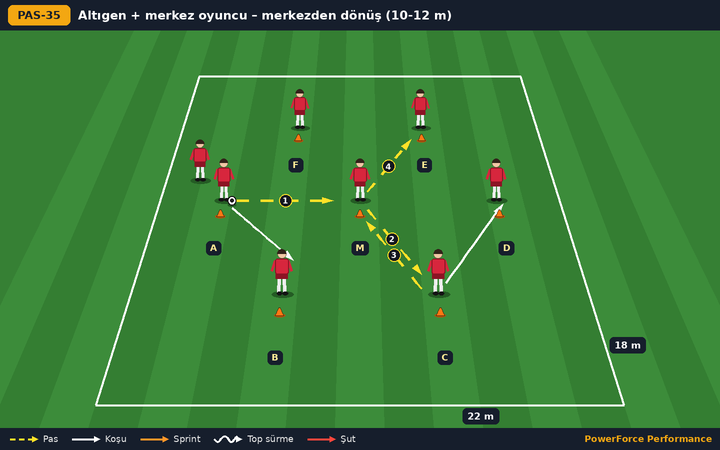 PAS-35 Altıgen + merkez oyuncu – merkezden dönüş (10-12 m)
F
4
E
1
A
M
2
D
3
18 m
B
C
22 m
Pas Koşu Sprint Top sürme Şut PowerForce Performance